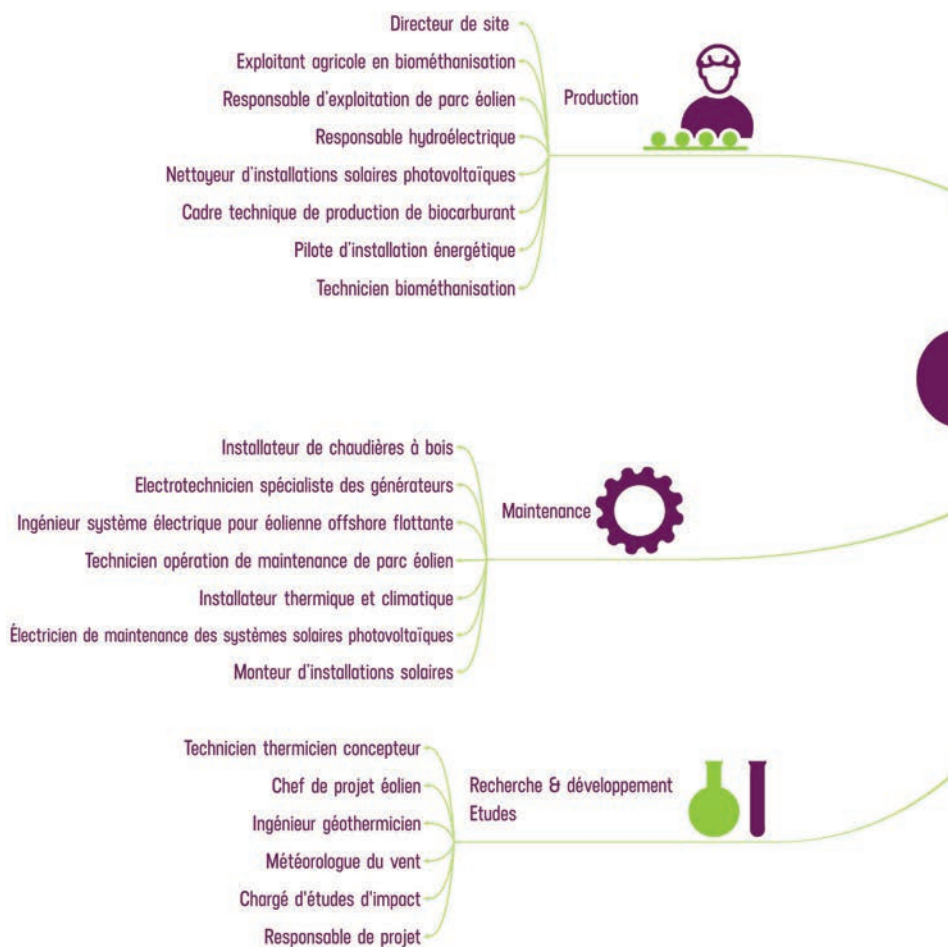 Directeur de site
Exploitant agricole en biométhanisation
Responsable d'exploitation de parc éolien
Responsable hydroélectrique
Nettoyeur d'installations solaires photovoltaïques
Cadre technique de production de biocarburant
Pilote d'installation énergétique
Technicien biométhanisation
Production
Installateur de chaudières à bois
Electrotechnicien spécialiste des générateurs
Ingénieur système électrique pour éolienne offshore flottante
Technicien opération de maintenance de parc éolien
Installateur thermique et climatique
Électricien de maintenance des systèmes solaires photovoltaïques
Monteur d'installations solaires
Maintenance
Technicien thermicien concepteur
Chef de projet éolien
Ingénieur géothermicien
Météorologue du vent
Chargé d'études d'impact
Responsable de projet
Recherche & développement
Etudes